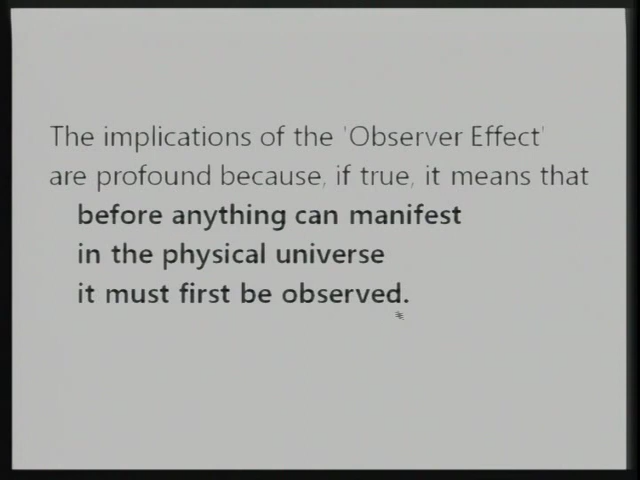 The implications of the 'Observer Effect'
are profound because, if true, it means that
before anything can manifest
in the physical universe
it must first be observed.